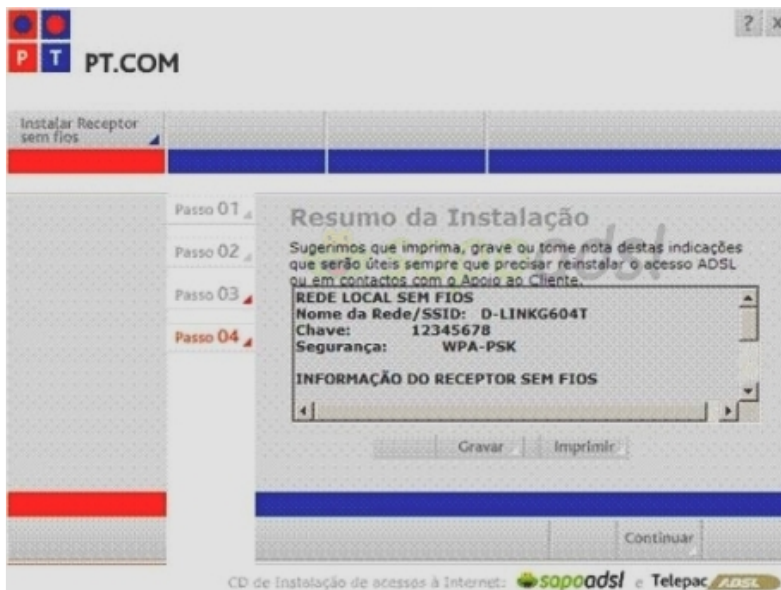 ? x
P T PT.COM
Instalar Receptor
sem fios
Passo 01
Passo 02
Passo 03
Passo 04
Resumo da Instalação
Sugerimos que imprima, grave ou tome nota destas indicações
que serão úteis sempre que precisar reinstalar o acesso ADSL
ou em contactos com o Apoio ao Cliente.
REDE LOCAL SEM FIOS
Nome da Rede/SSID: D-LINKG604T
Chave: 12345678
Segurança: WPA-PSK
INFORMAÇÃO DO RECEPTOR SEM FIOS
Gravar Imprimir
Continuar
CD de Instalação de acessos à Internet: sapoadsl e Telepac ADSL